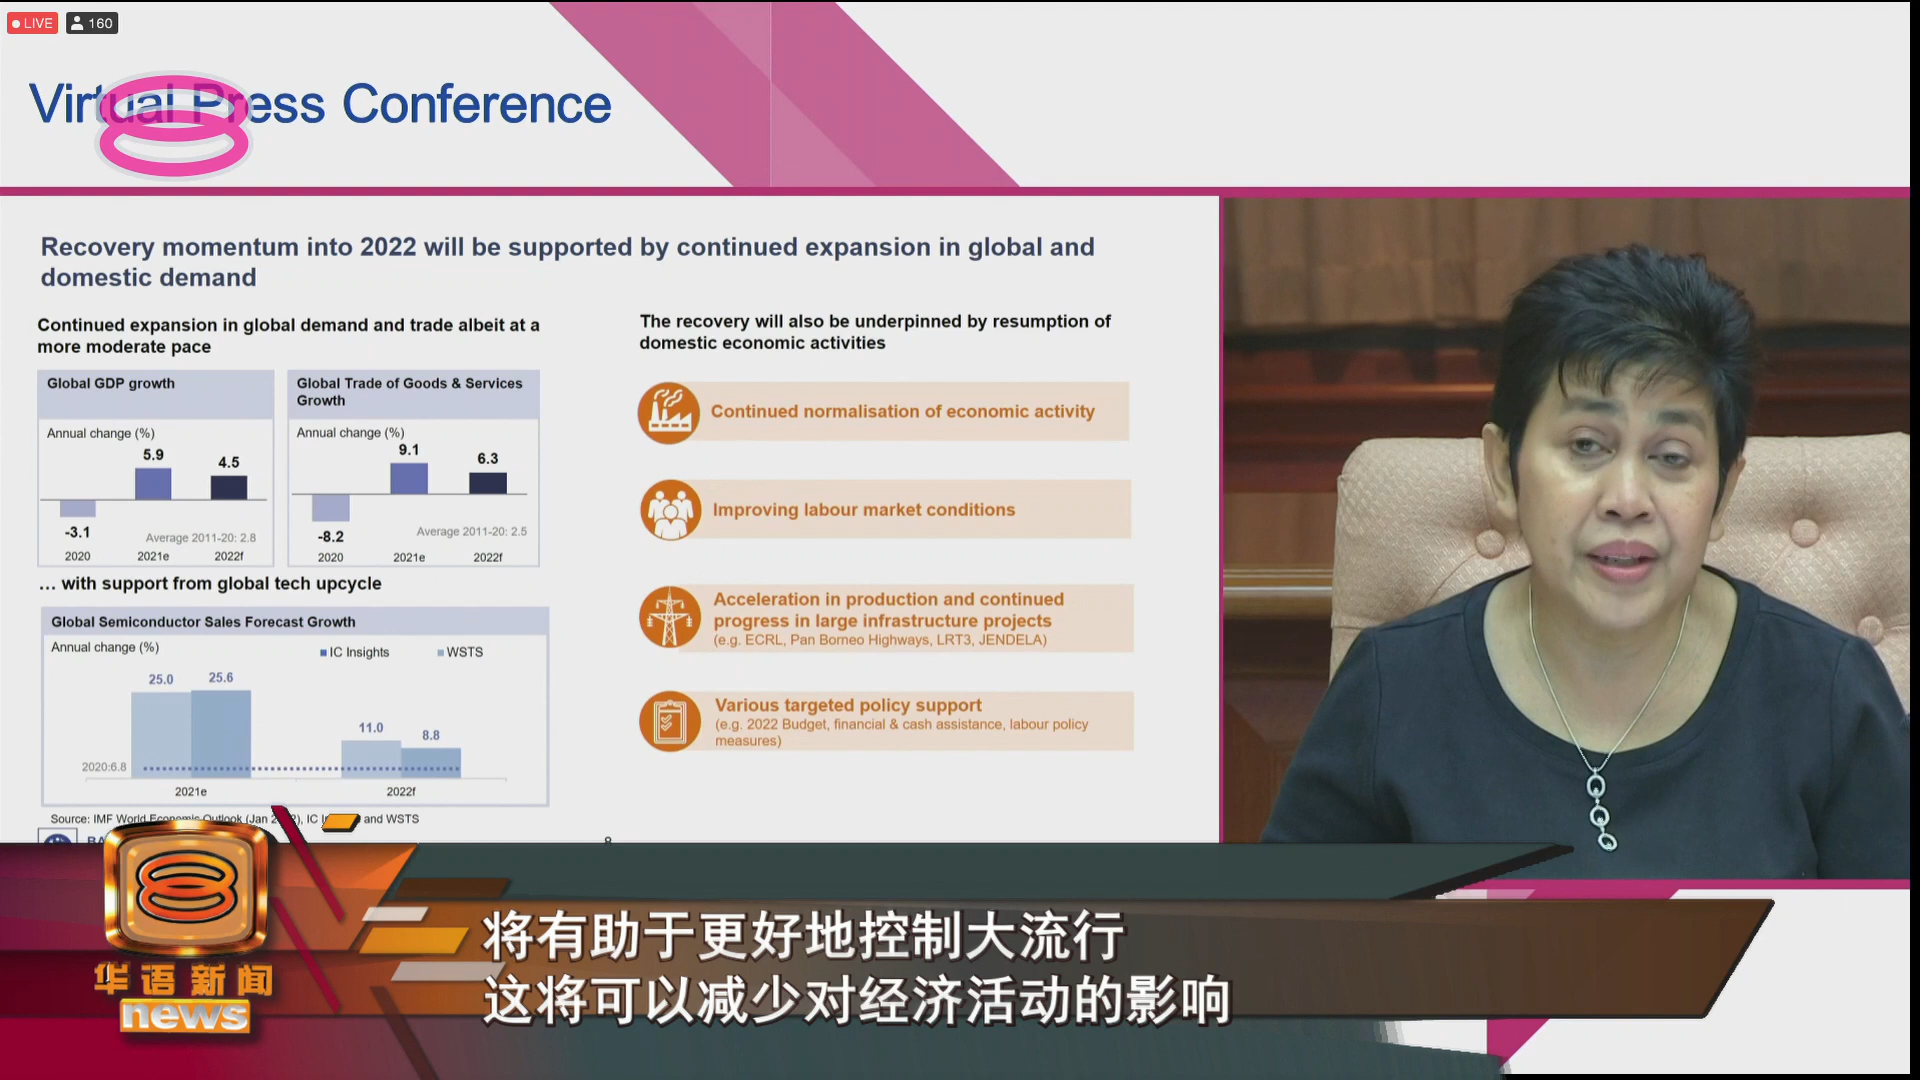 LIVE 160
Virtual Press Conference
Recovery momentum into 2022 will be supported by continued expansion in global and
domestic demand
Continued expansion in global demand and trade albeit at a
more moderate pace
Global GDP growth
Annual change (%)
5.9
4.5
-3.1
Average 2011-20: 2.8
2020 2021e 2022f
Global Trade of Goods & Services
Growth
Annual change (%)
9.1
6.3
-8.2
Average 2011-20: 2.5
2020 2021e 2022f
... with support from global tech upcycle
Global Semiconductor Sales Forecast Growth
Annual change (%)
IC Insights WSTS
25.0 25.6
11.0 8.8
2020:6.8
2021e 2022f
Source: IMF World Economic Outlook (Jan 2022), IC and WSTS
The recovery will also be underpinned by resumption of
domestic economic activities
Continued normalisation of economic activity
Improving labour market conditions
Acceleration in production and continued
progress in large infrastructure projects
(e.g. ECRL, Pan Borneo Highways, LRT3, JENDELA)
Various targeted policy support
(e.g. 2022 Budget, financial & cash assistance, labour policy
measures)
8
华语新闻
news
将有助于更好地控制大流行
这将可以减少对经济活动的影响